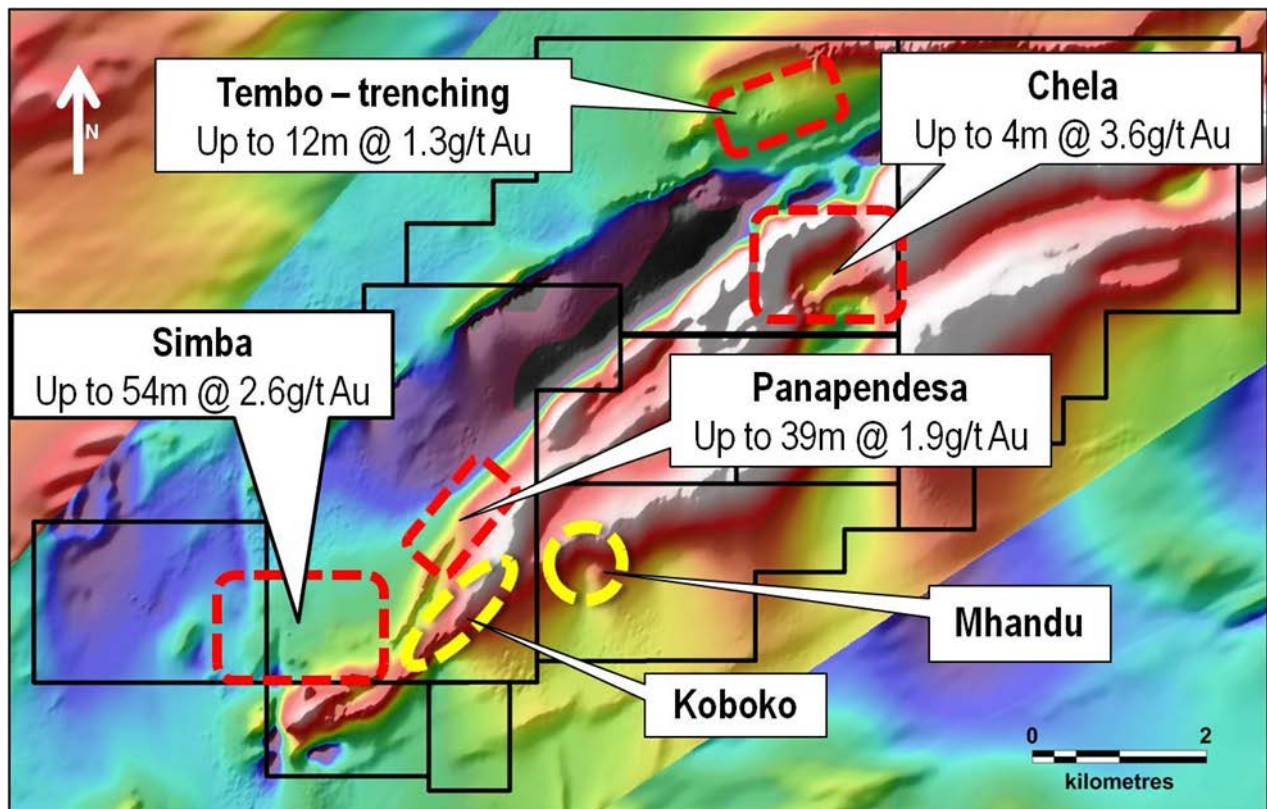 Tembo – trenching
Up to 12m @ 1.3g/t Au
Chela
Up to 4m @ 3.6g/t Au
N
Simba
Up to 54m @ 2.6g/t Au
Panapendesa
Up to 39m @ 1.9g/t Au
Mhandu
Koboko
0 2
kilometres